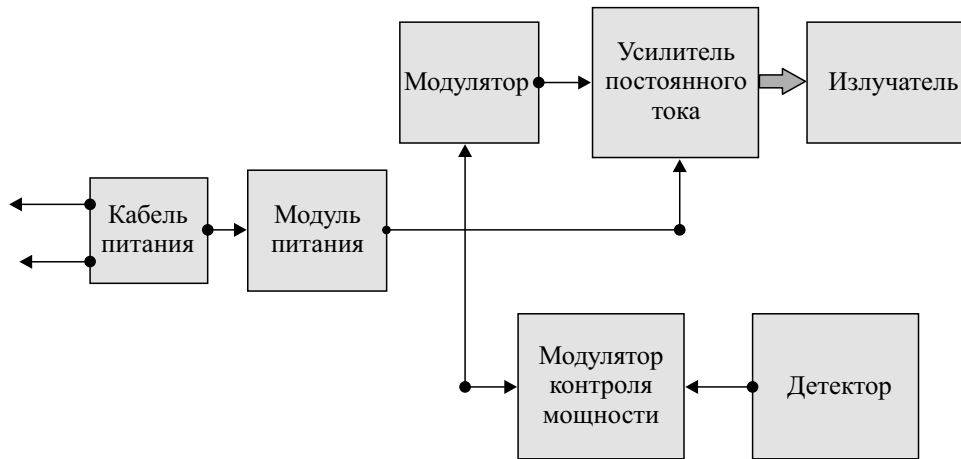 Модулятор
Усилитель
постоянного
тока
Излучатель
Кабель
питания
Модуль
питания
Модулятор
контроля
мощности
Детектор